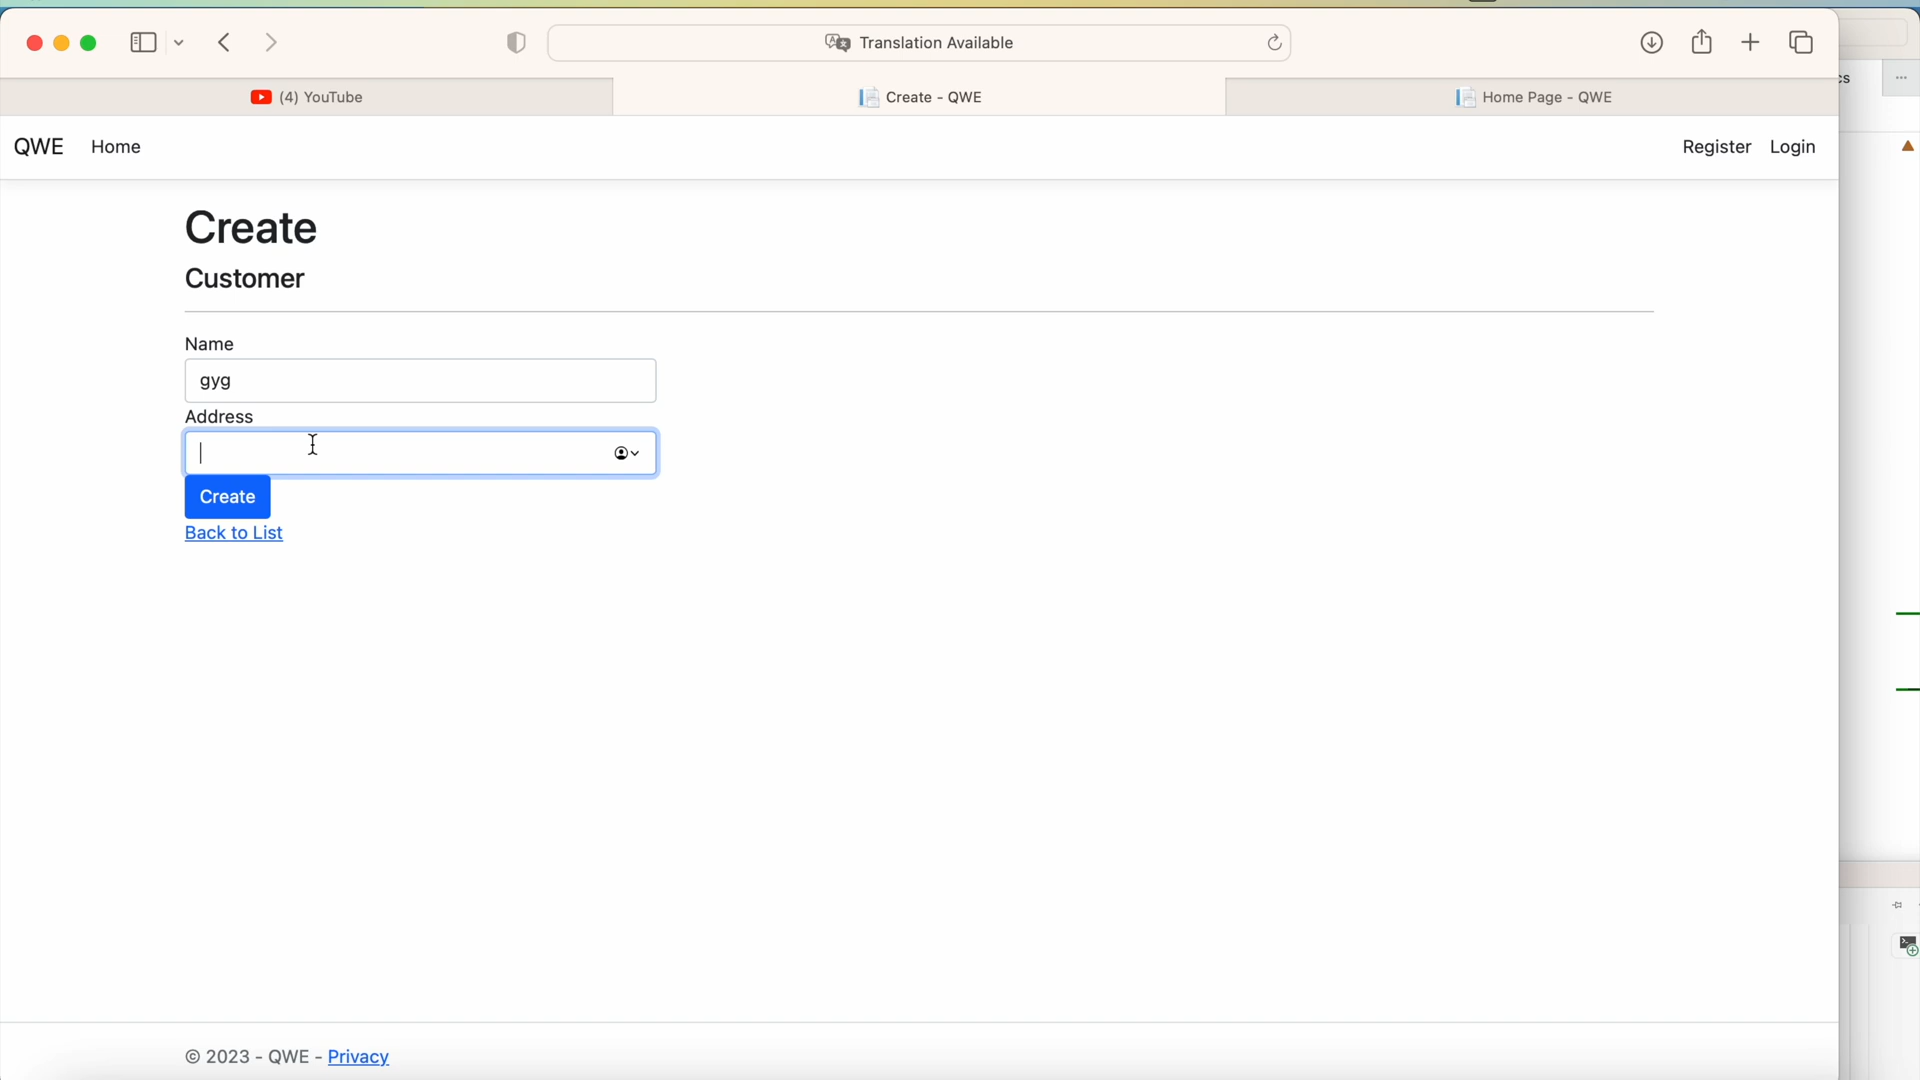 Translation Available
(4) YouTube
Create - QWE
Home Page - QWE
cs
QWE Home Register Login
Create
Customer
Name
gyg
Address
Create
Back to List
© 2023 - QWE - Privacy